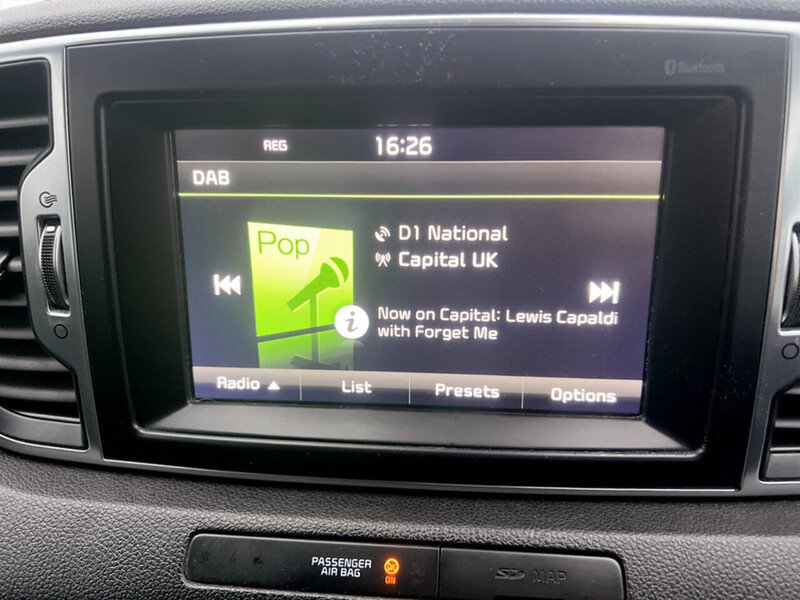 Bluetooth
REG 16:26
DAB
Pop
D1 National
Capital UK
Now on Capital: Lewis Capaldi
with Forget Me
Radio List Presets Options
PASSENGER
AIR BAG
ON
SD MAP